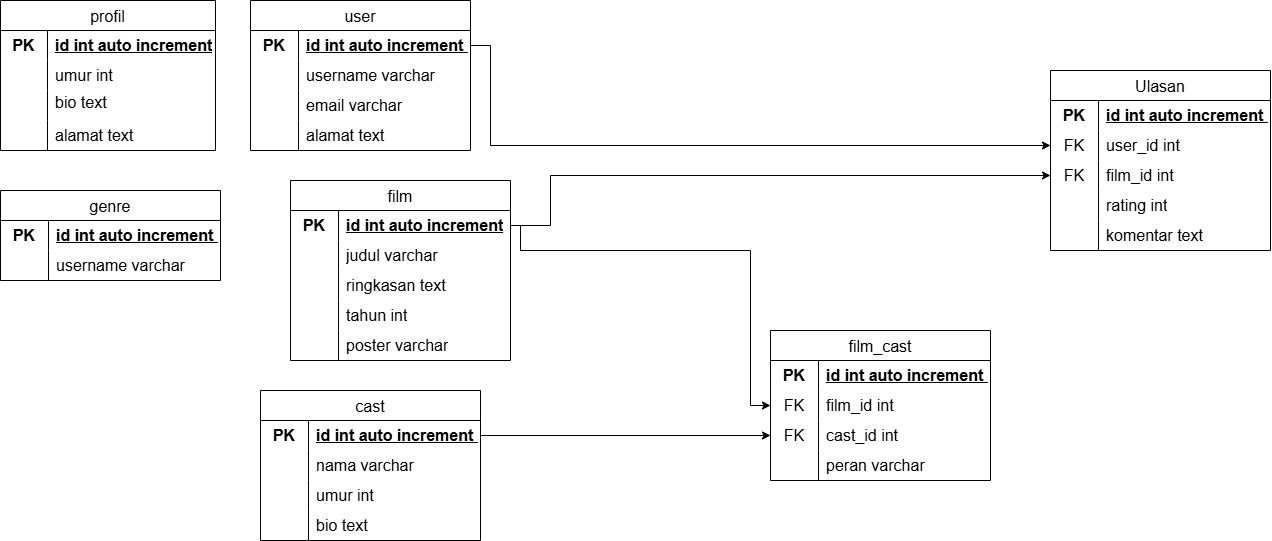 profil
PK id int auto increment
umur int
bio text
alamat text
user
PK id int auto increment
username varchar
email varchar
alamat text
Ulasan
PK id int auto increment
FK user_id int
FK film_id int
rating int
komentar text
genre
PK id int auto increment
username varchar
film
PK id int auto increment
judul varchar
ringkasan text
tahun int
poster varchar
film_cast
PK id int auto increment
FK film_id int
FK cast_id int
peran varchar
cast
PK id int auto increment
nama varchar
umur int
bio text